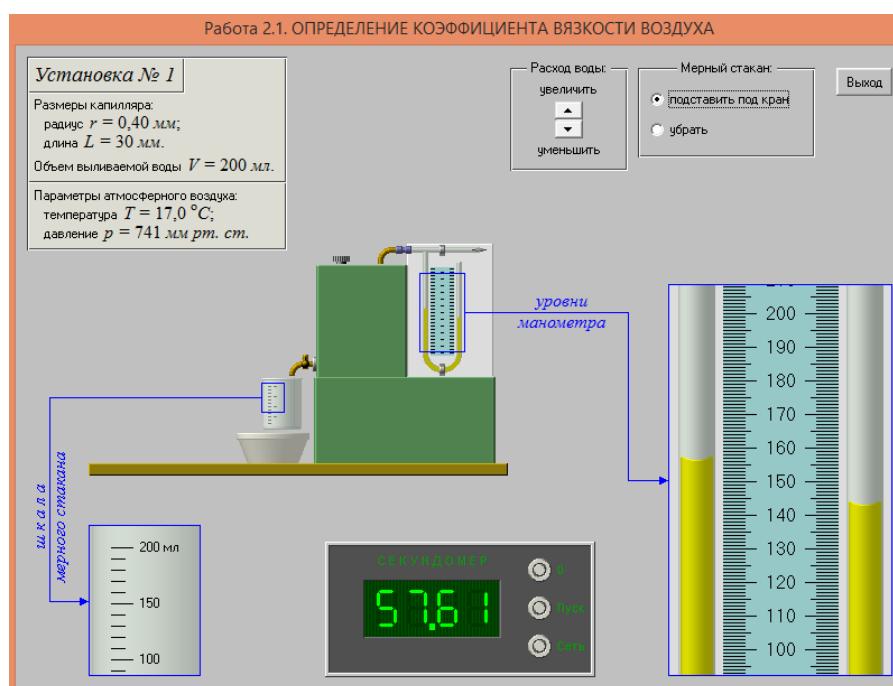 Работа 2.1. ОПРЕДЕЛЕНИЕ КОЭФФИЦИЕНТА ВЯЗКОСТИ ВОЗДУХА
Установка № 1
Размеры капилляра:
радиус r = 0,40 мм;
длина L = 30 мм.
Объем выливаемой воды V = 200 мл.
Параметры атмосферного воздуха:
температура T = 17,0 °C;
давление p = 741 мм рт. ст.
Расход воды:
увеличить
уменьшить
Мерный стакан:
подставить под кран
убрать
Выход
уровни
манометра
200
190
180
170
160
150
140
130
120
110
100
шкала
мерного стакана
200 мл
150
100
СЕКУНДОМЕР
57.61
0
Пуск
Сеть